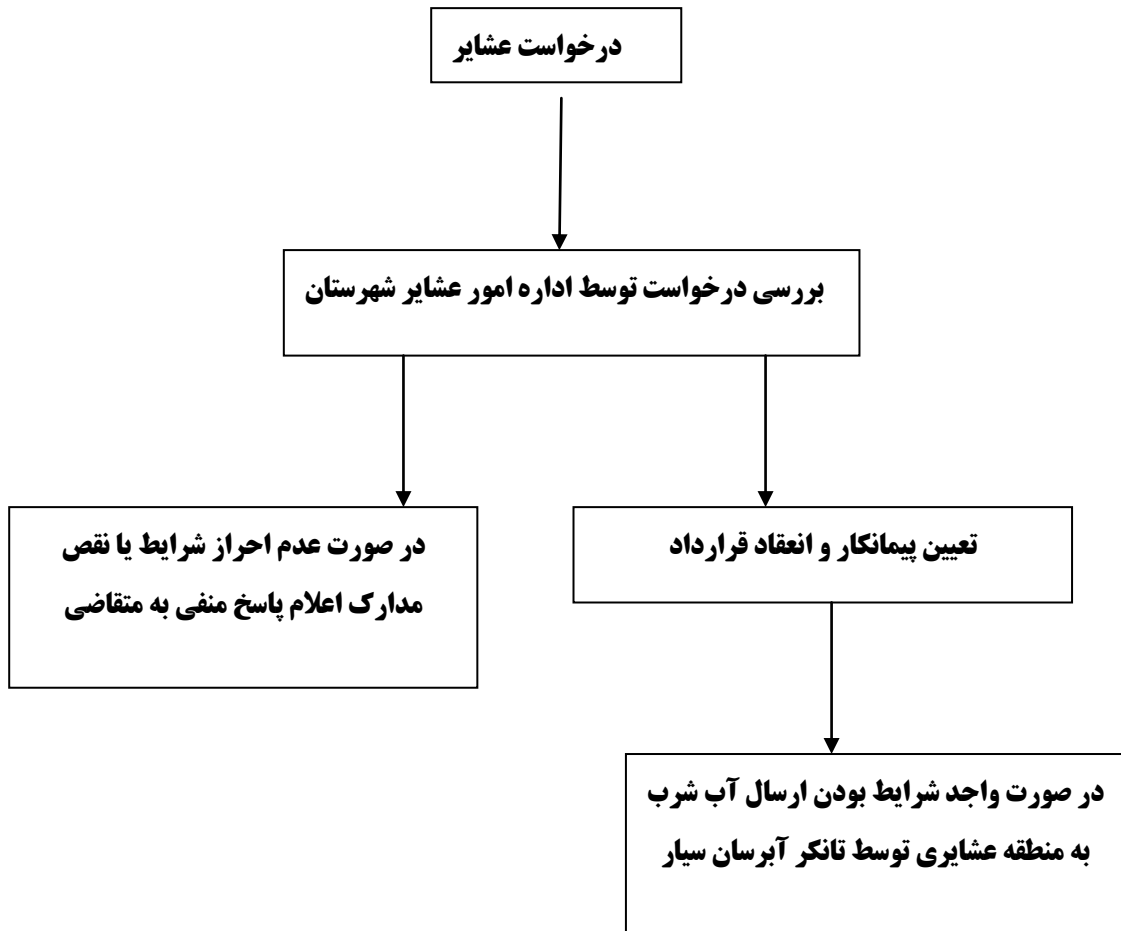 درخواست عشایر
بررسی درخواست توسط اداره امور عشایر شهرستان
تعیین پیمانکار و انعقاد قرارداد
در صورت عدم احراز شرایط یا نقص
مدارک اعلام پاسخ منفی به متقاضی
در صورت واجد شرایط بودن ارسال آب شرب
به منطقه عشایری توسط تانکر آبرسان سیار